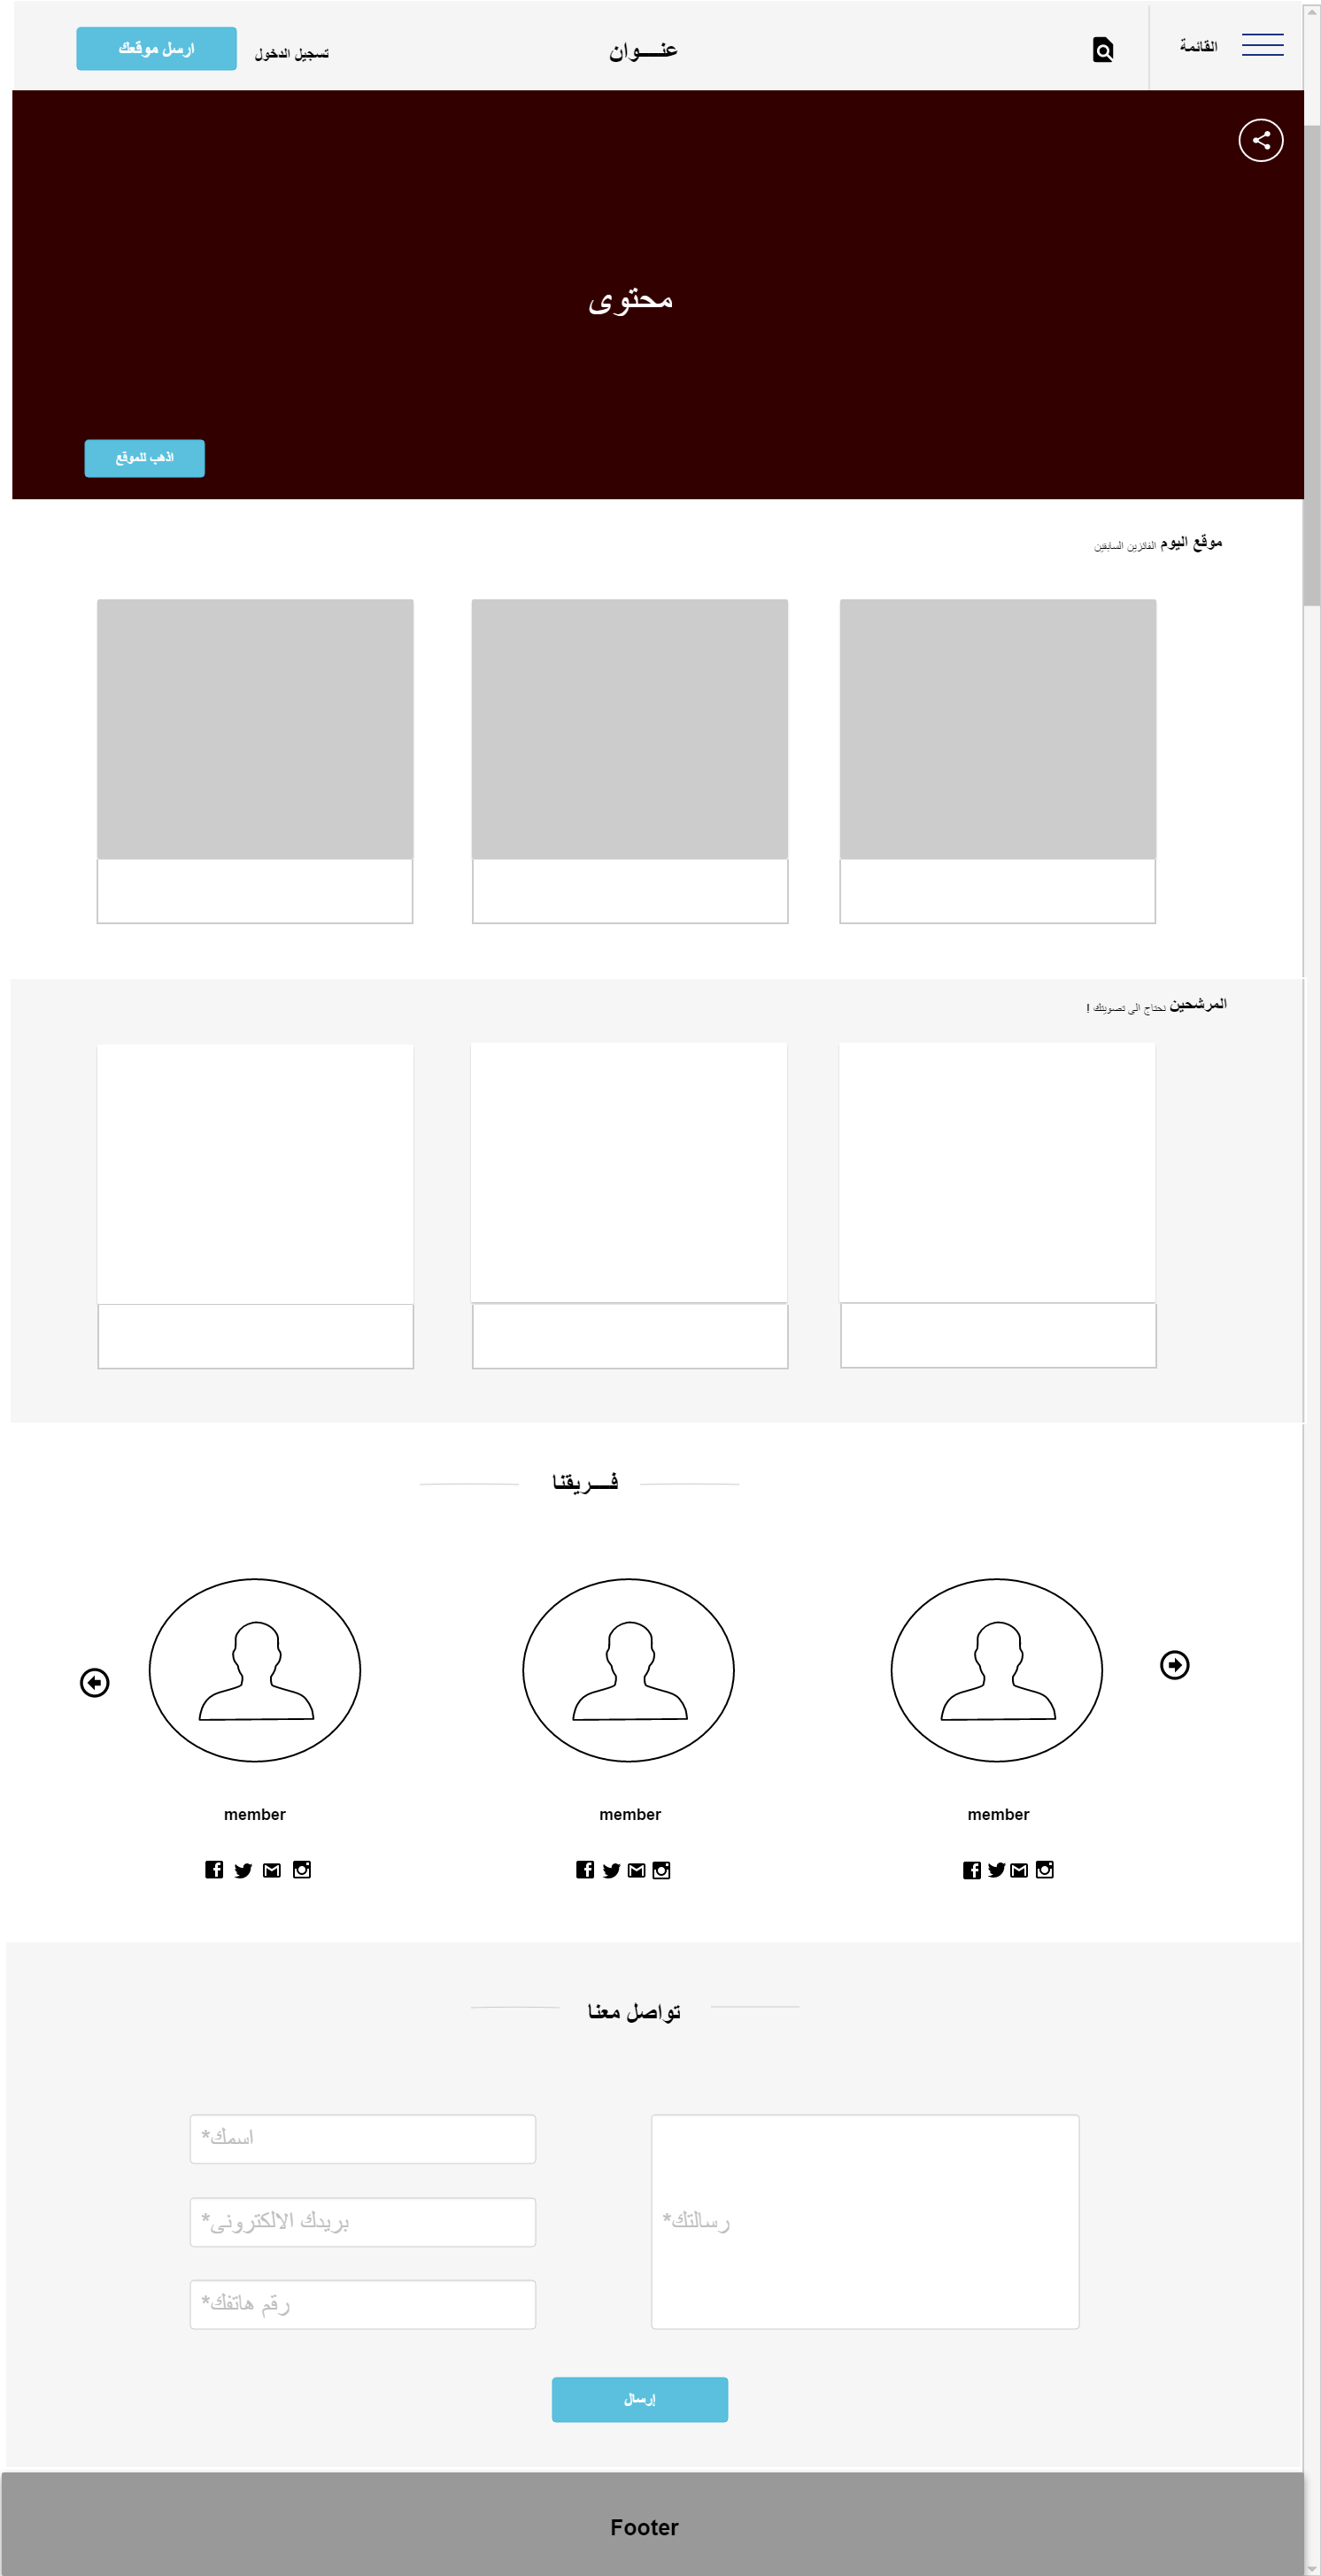 القائمة
عنـــوان
تسجيل الدخول
ارسل موقعك
محتوى
اذهب للموقع
موقع اليوم الفائزين السابقين
المرشحين نحتاج الى تصويتك !
فـــريقنا
member
member
member
تواصل معنا
اسمك*
بريدك الالكترونى*
رقم هاتفك*
رسالتك*
إرسال
Footer